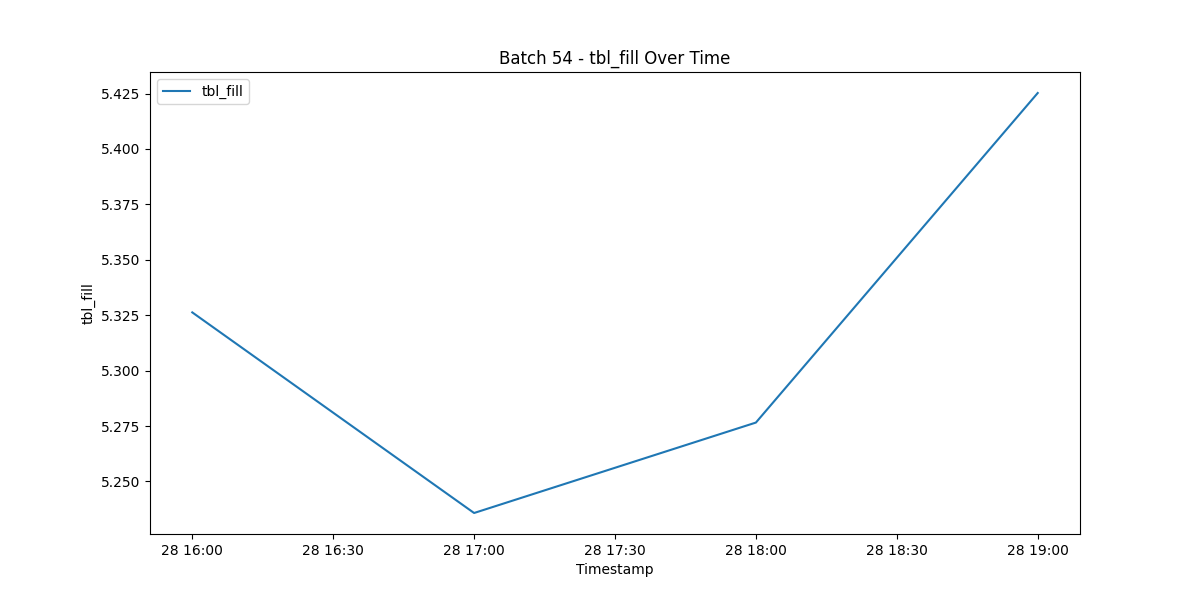 Batch 54 - tbl_fill Over Time
tbl_fill
5.425
5.400
5.375
5.350
5.325
5.300
5.275
5.250
tbl_fill
28 16:00 28 16:30 28 17:00 28 17:30 28 18:00 28 18:30 28 19:00
Timestamp